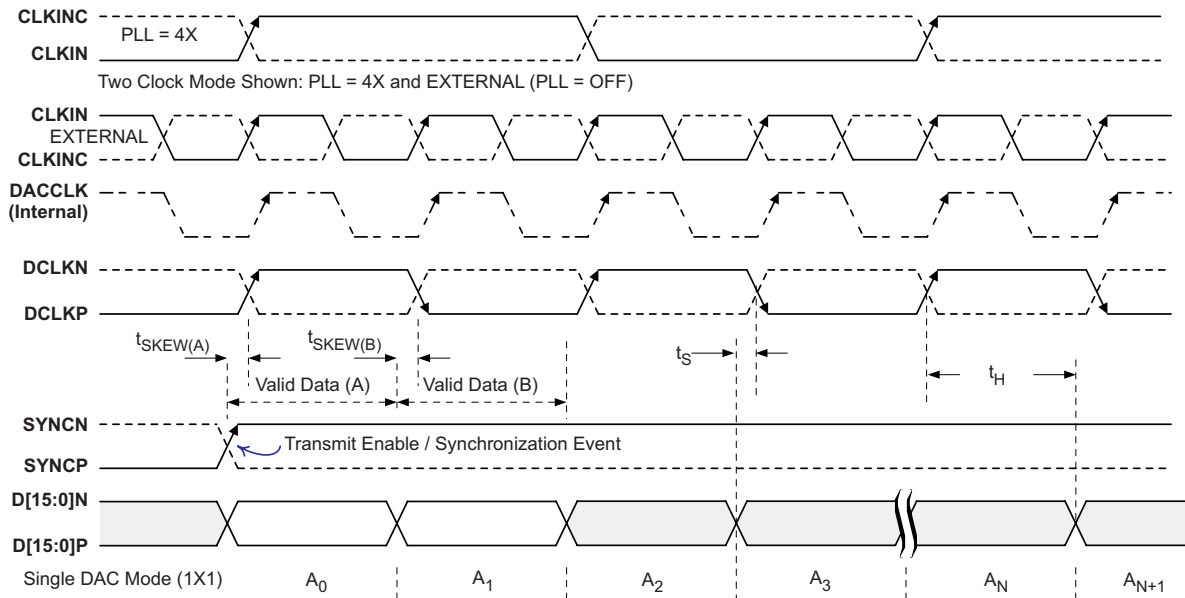 CLKINC
PLL = 4X
CLKIN
Two Clock Mode Shown: PLL = 4X and EXTERNAL (PLL = OFF)
CLKIN
EXTERNAL
CLKINC
DACCLK
(Internal)
DCLKN
DCLKP
tSKEW(A) tSKEW(B) tS tH
Valid Data (A) Valid Data (B)
SYNCN
Transmit Enable / Synchronization Event
SYNCP
D[15:0]N
D[15:0]P
Single DAC Mode (1X1) A0 A1 A2 A3 AN AN+1